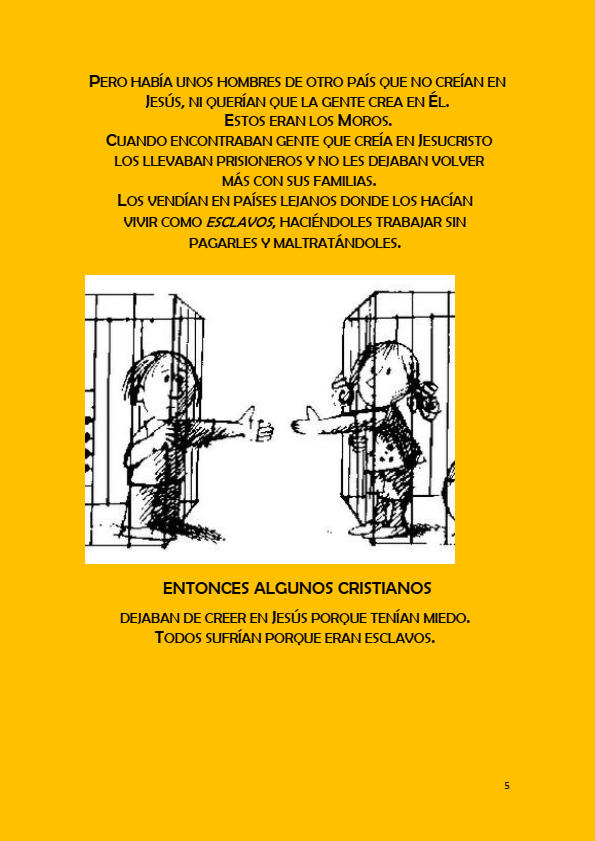 PERO HABÍA UNOS HOMBRES DE OTRO PAÍS QUE NO CREÍAN EN
JESÚS, NI QUERÍAN QUE LA GENTE CREA EN ÉL.
ESTOS ERAN LOS MOROS.
CUANDO ENCONTRABAN GENTE QUE CREÍA EN JESUCRISTO
LOS LLEVABAN PRISIONEROS Y NO LES DEJABAN VOLVER
MÁS CON SUS FAMILIAS.
LOS VENDÍAN EN PAÍSES LEJANOS DONDE LOS HACÍAN
VIVIR COMO ESCLAVOS, HACIÉNDOLES TRABAJAR SIN
PAGARLES Y MALTRATÁNDOLES.
ENTONCES ALGUNOS CRISTIANOS
DEJABAN DE CREER EN JESÚS PORQUE TENÍAN MIEDO.
TODOS SUFRÍAN PORQUE ERAN ESCLAVOS.
5